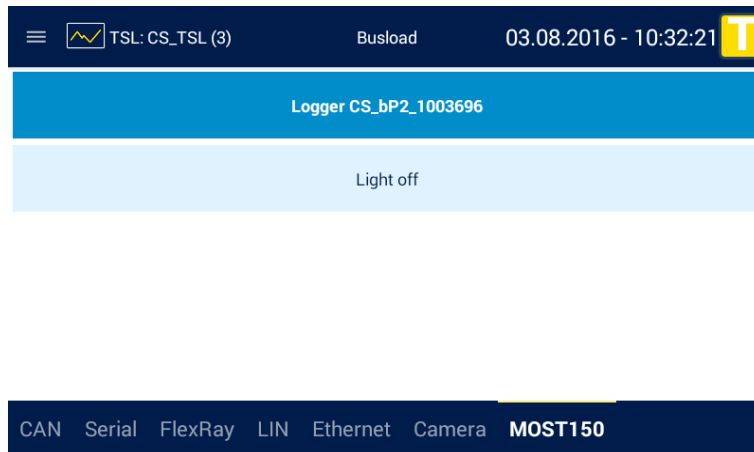 TSL: CS_TSL (3) Busload 03.08.2016 - 10:32:21 T
Logger CS_bP2_1003696
Light off
CAN Serial FlexRay LIN Ethernet Camera MOST150